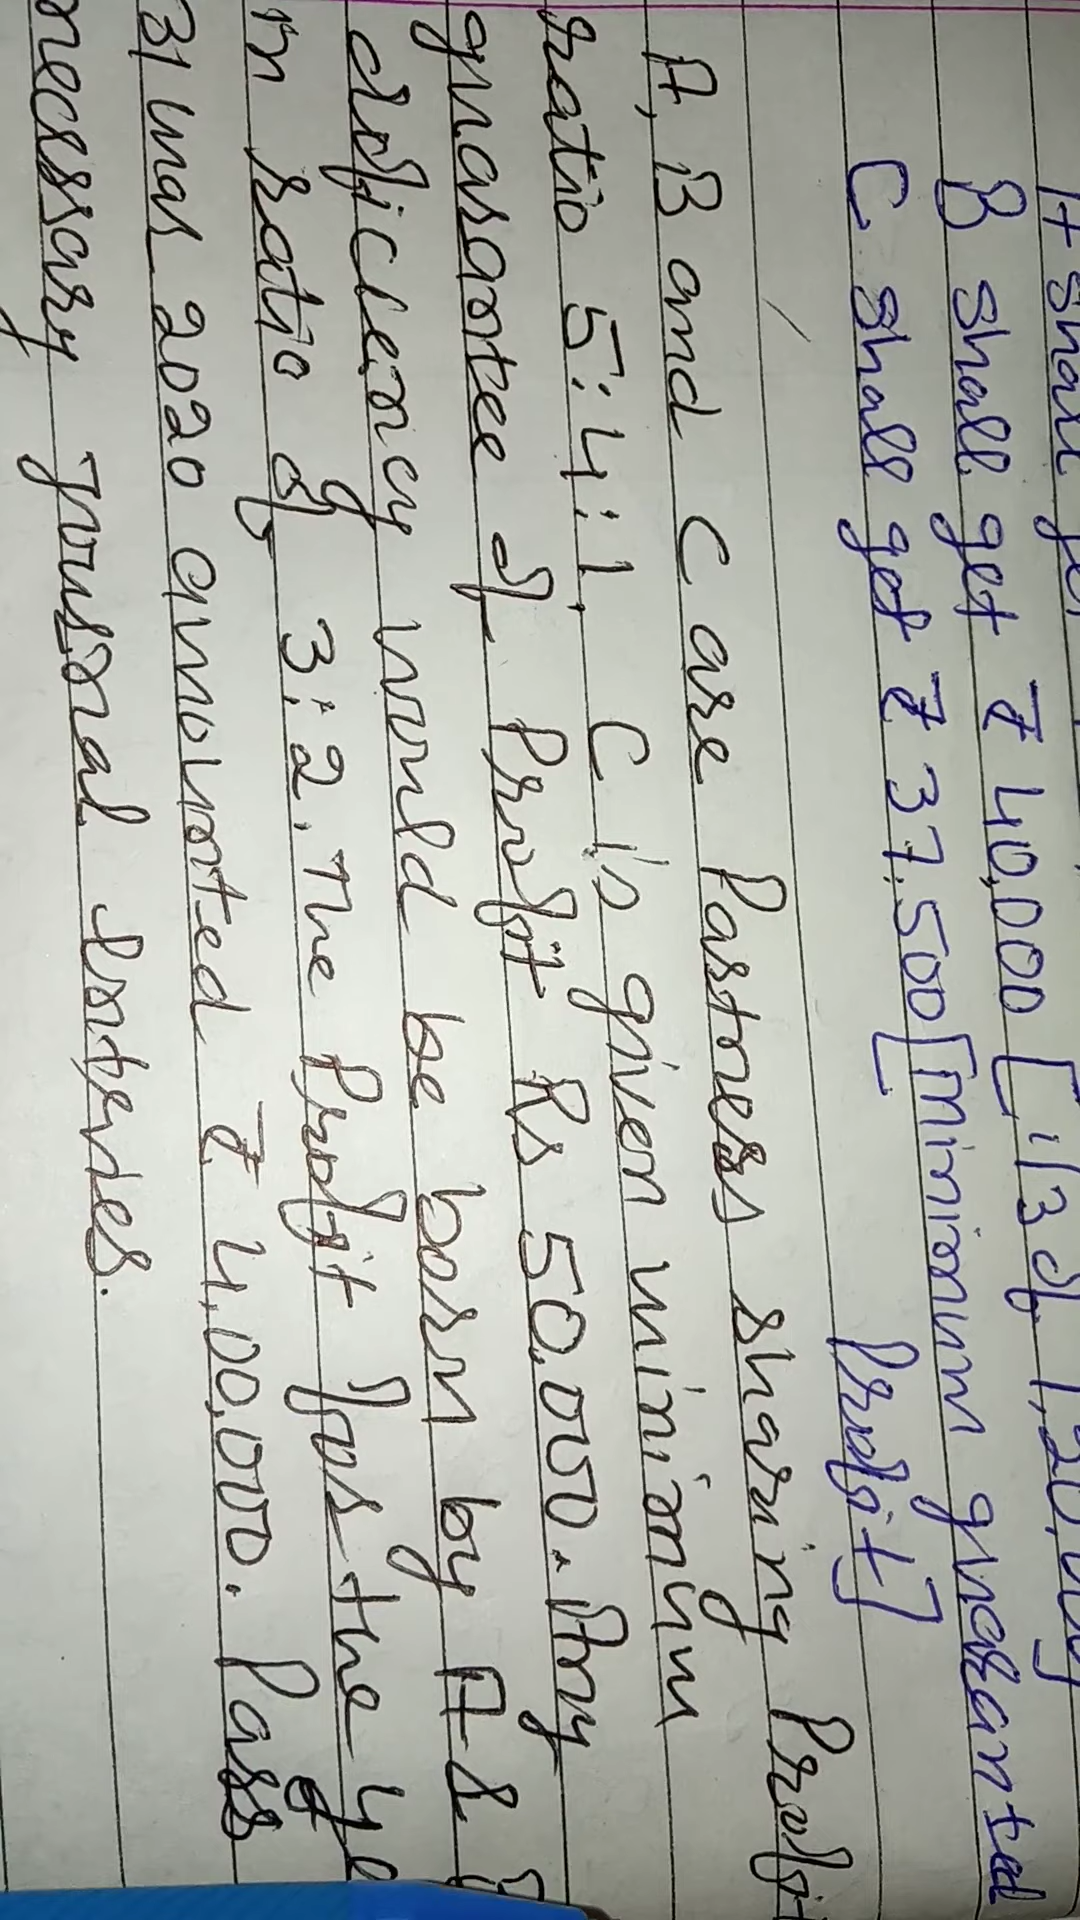 A shall get
B shall get ₹ 40,000 [1/3 of 1,20,000]
C shall get ₹ 37,500 [Minimum guaranted
Profit]
A, B and C are Partners sharing Profit
ratio 5:4:1. C is given minimum
guarantee of Profit Rs 50,000. Any
deficiency would be born by A &
in ratio of 3:2. The Profit for the
31 mar 2020 amounted ₹ 4,00,000. Pass
necessary Journal entries.